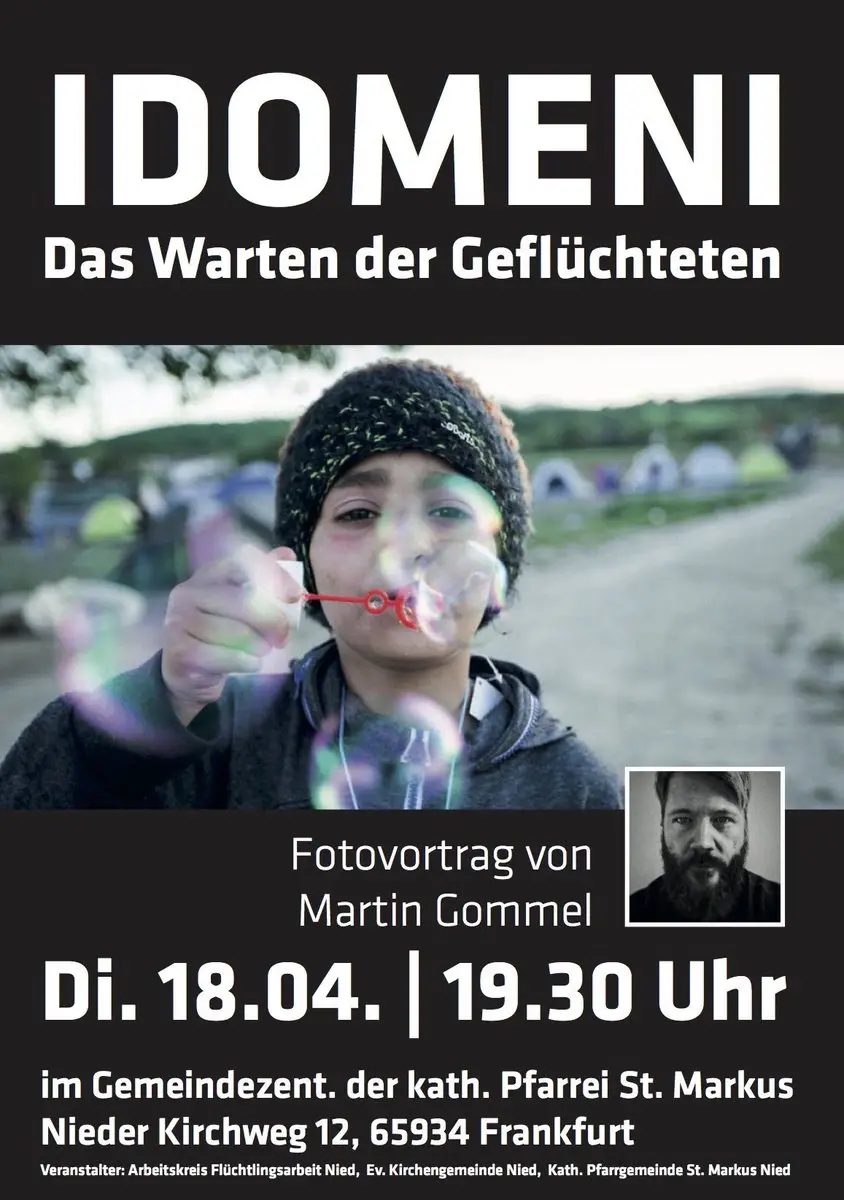 IDOMENI
Das Warten der Geflüchteten
Fotovortrag von
Martin Gommel
Di. 18.04. | 19.30 Uhr
im Gemeindezent. der kath. Pfarrei St. Markus
Nieder Kirchweg 12, 65934 Frankfurt
Veranstalter: Arbeitskreis Flüchtlingsarbeit Nied, Ev. Kirchengemeinde Nied, Kath. Pfarrgemeinde St. Markus Nied